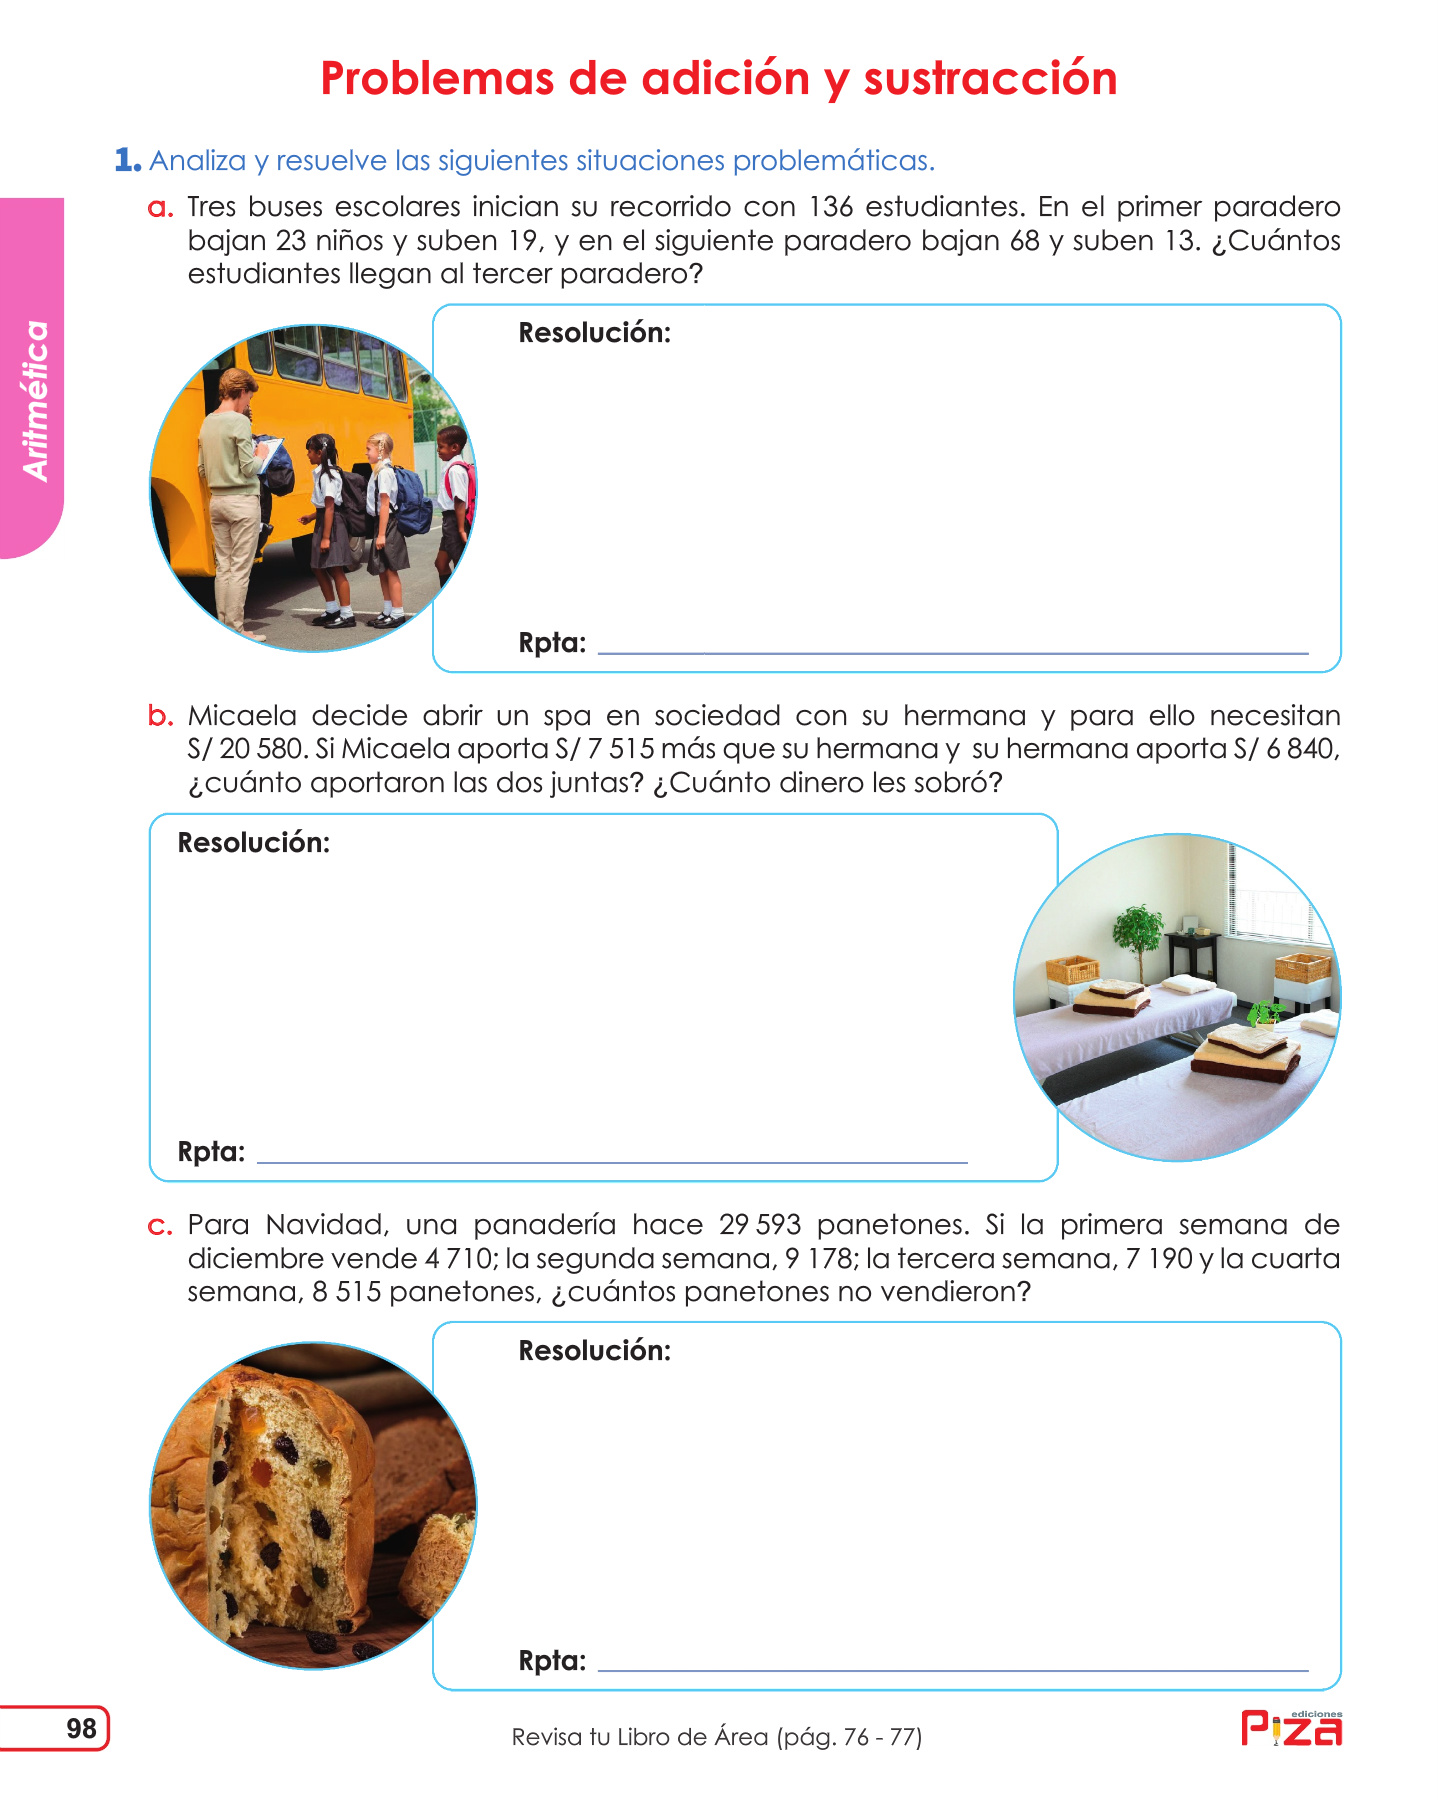 Problemas de adición y sustracción
1. Analiza y resuelve las siguientes situaciones problemáticas.
Aritmética
a. Tres buses escolares inician su recorrido con 136 estudiantes. En el primer paradero
bajan 23 niños y suben 19, y en el siguiente paradero bajan 68 y suben 13. ¿Cuántos
estudiantes llegan al tercer paradero?
Resolución:
Rpta:
b. Micaela decide abrir un spa en sociedad con su hermana y para ello necesitan
S/ 20 580. Si Micaela aporta S/ 7 515 más que su hermana y su hermana aporta S/ 6 840,
¿cuánto aportaron las dos juntas? ¿Cuánto dinero les sobró?
Resolución:
Rpta:
c. Para Navidad, una panadería hace 29 593 panetones. Si la primera semana de
diciembre vende 4 710; la segunda semana, 9 178; la tercera semana, 7 190 y la cuarta
semana, 8 515 panetones, ¿cuántos panetones no vendieron?
Resolución:
Rpta:
98
Revisa tu Libro de Área (pág. 76 - 77)
ediciones
Piza